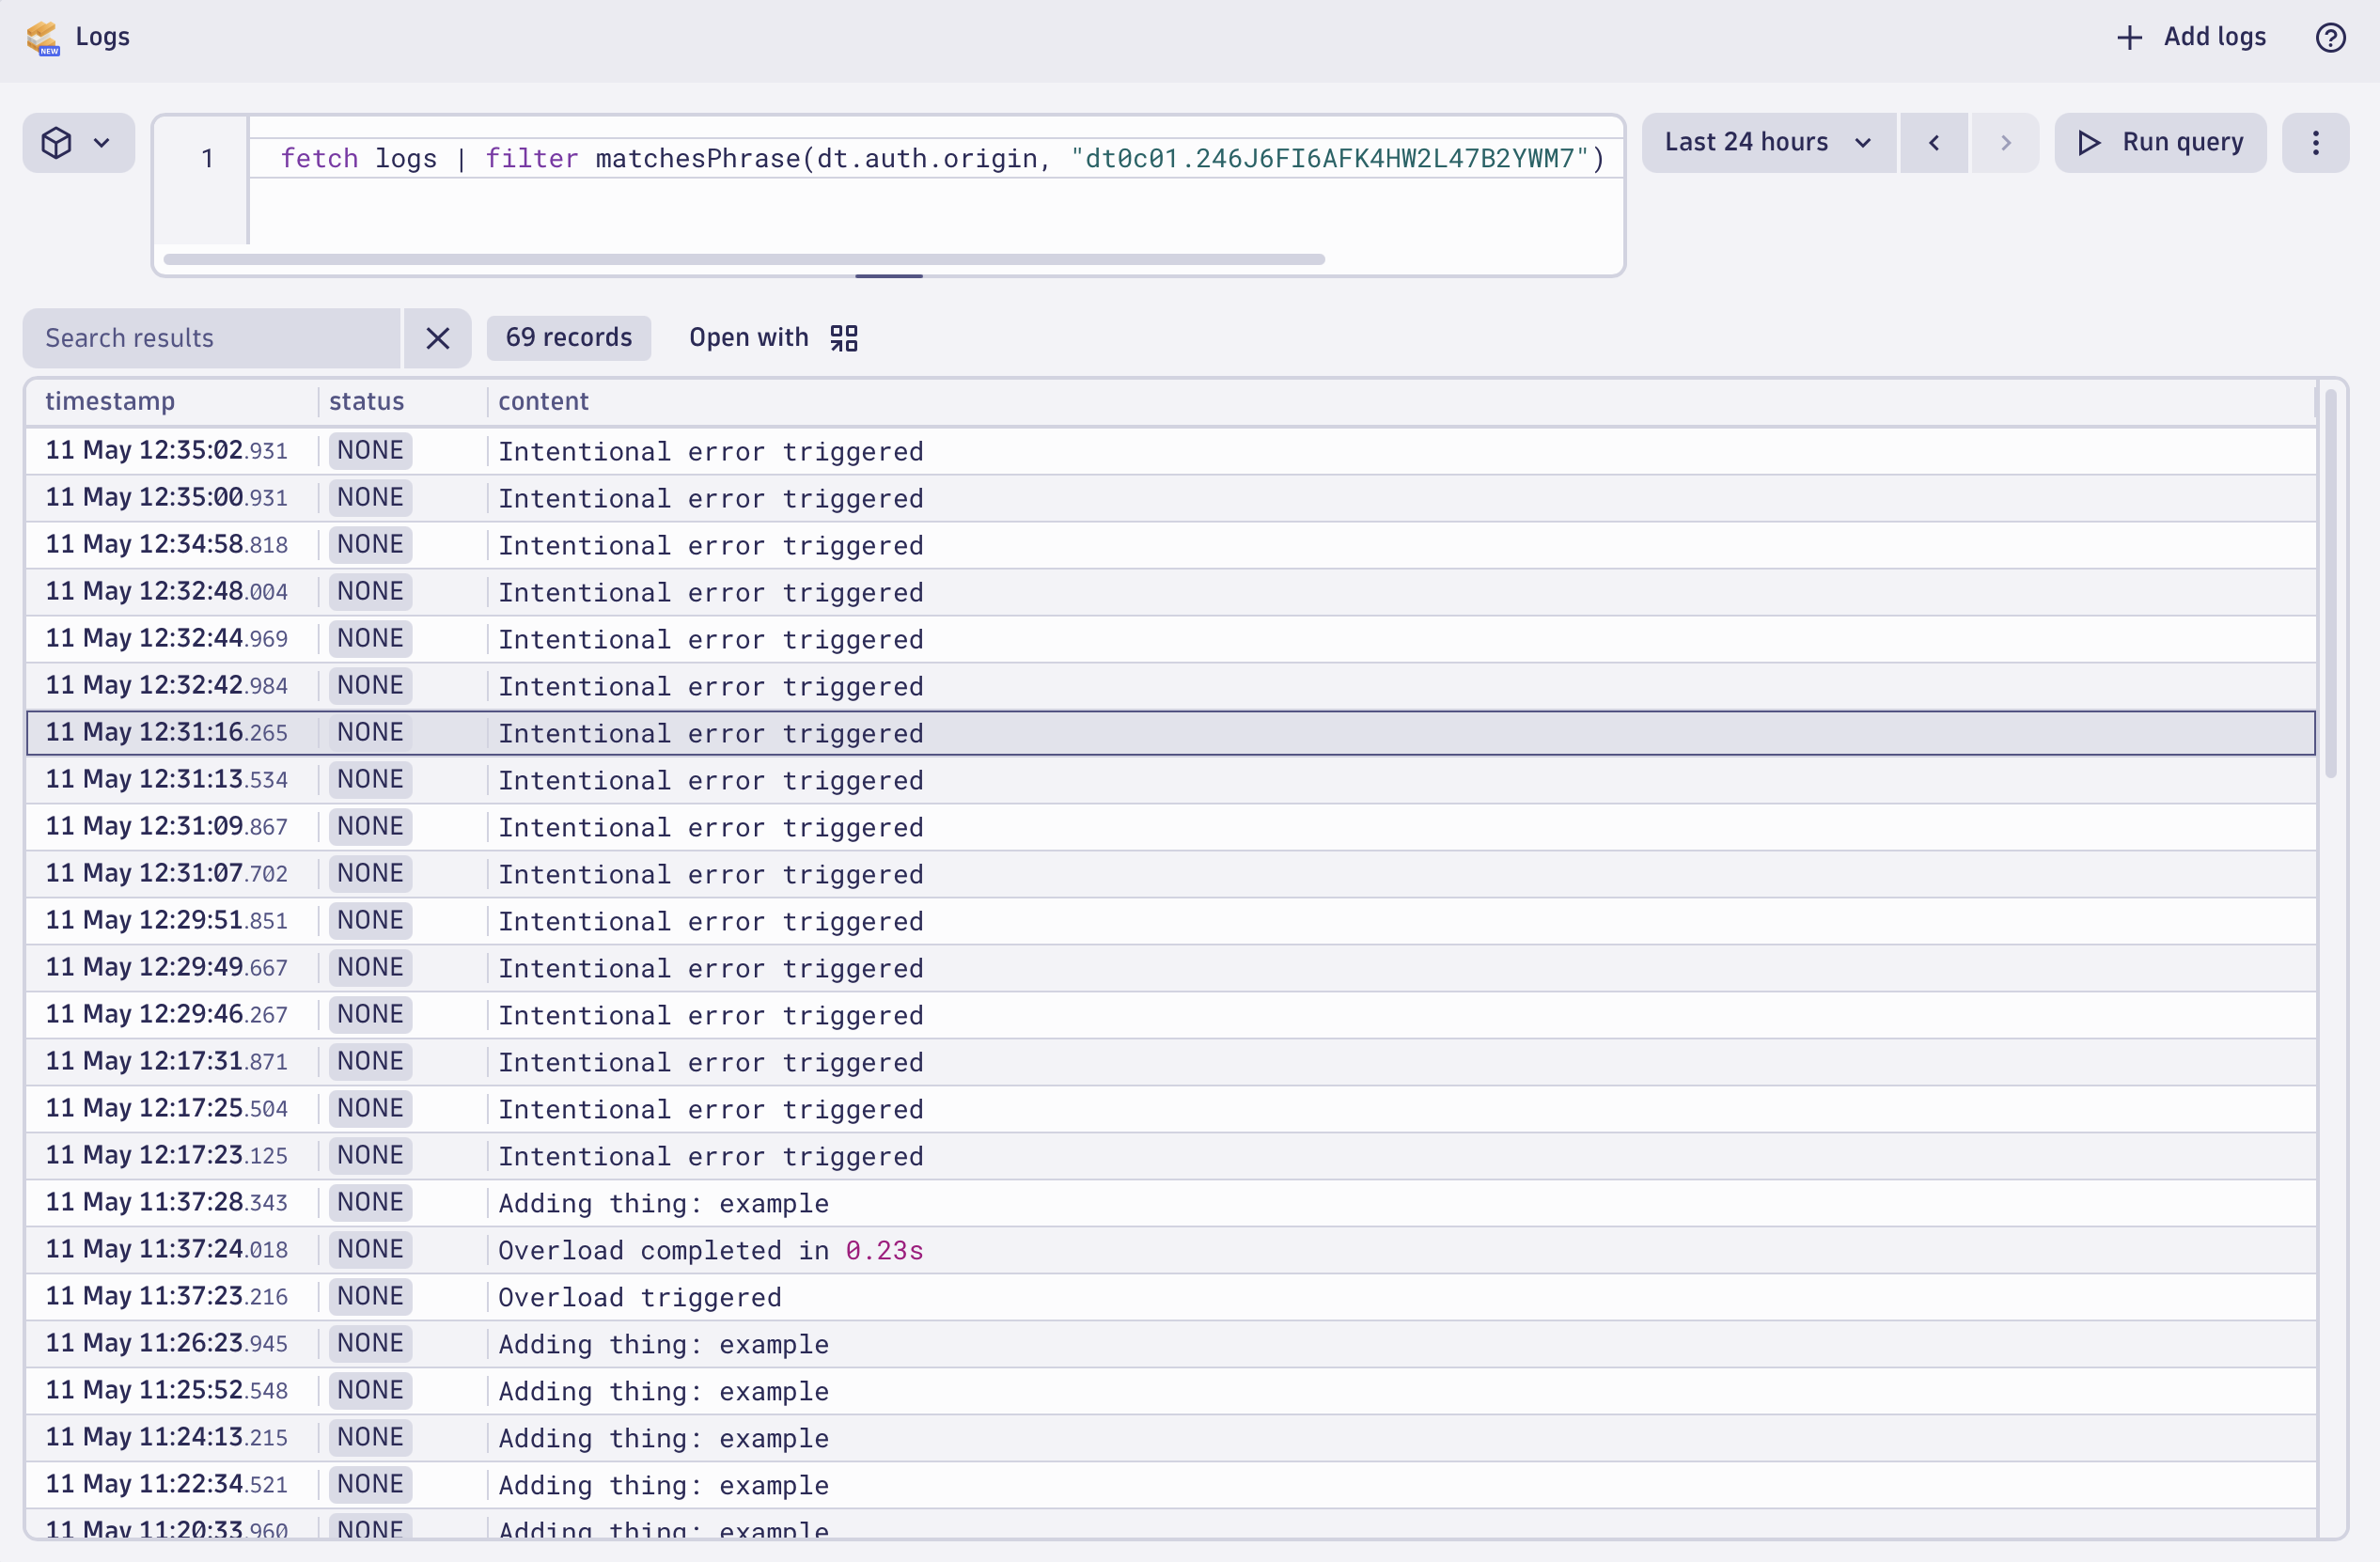 NEW
Logs
Add logs
1
fetch logs | filter matchesPhrase(dt.auth.origin, "dt0c01.246J6FI6AFK4HW2L47B2YWM7")
Last 24 hours
Run query
Search results
69 records
Open with
timestamp status content
11 May 12:35:02.931 NONE Intentional error triggered
11 May 12:35:00.931 NONE Intentional error triggered
11 May 12:34:58.818 NONE Intentional error triggered
11 May 12:32:48.004 NONE Intentional error triggered
11 May 12:32:44.969 NONE Intentional error triggered
11 May 12:32:42.984 NONE Intentional error triggered
11 May 12:31:16.265 NONE Intentional error triggered
11 May 12:31:13.534 NONE Intentional error triggered
11 May 12:31:09.867 NONE Intentional error triggered
11 May 12:31:07.702 NONE Intentional error triggered
11 May 12:29:51.851 NONE Intentional error triggered
11 May 12:29:49.667 NONE Intentional error triggered
11 May 12:29:46.267 NONE Intentional error triggered
11 May 12:17:31.871 NONE Intentional error triggered
11 May 12:17:25.504 NONE Intentional error triggered
11 May 12:17:23.125 NONE Intentional error triggered
11 May 11:37:28.343 NONE Adding thing: example
11 May 11:37:24.018 NONE Overload completed in 0.23s
11 May 11:37:23.216 NONE Overload triggered
11 May 11:26:23.945 NONE Adding thing: example
11 May 11:25:52.548 NONE Adding thing: example
11 May 11:24:13.215 NONE Adding thing: example
11 May 11:22:34.521 NONE Adding thing: example
11 May 11:20:33.960 NONE Adding thing: example